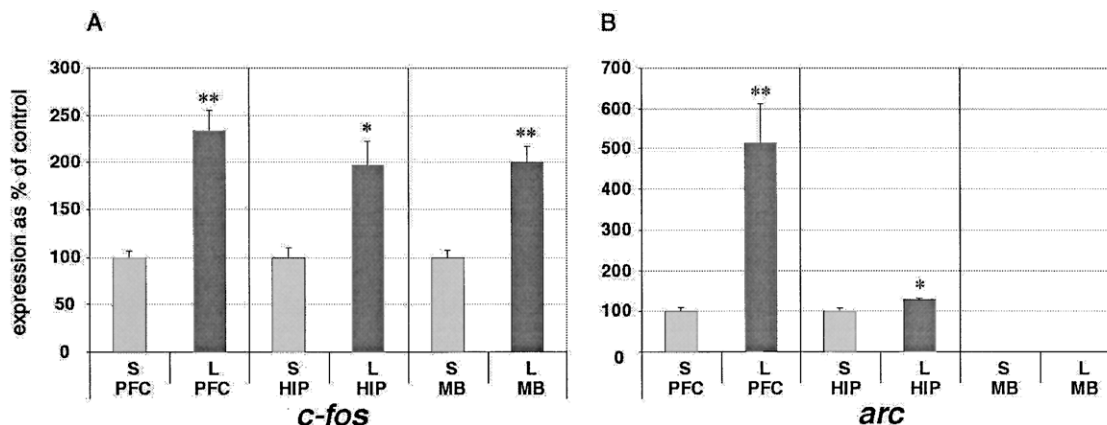 A
expression as % of control
300
250
200
150
100
50
0
**
*
**
S L S L S L
PFC PFC HIP HIP MB MB
c-fos
B
700
600
500
400
300
200
100
0
**
*
S L S L S L
PFC PFC HIP HIP MB MB
arc